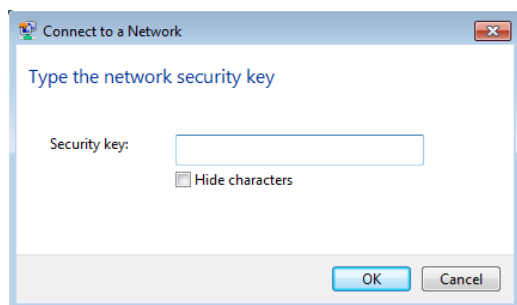 Connect to a Network
Type the network security key
Security key:
Hide characters
OK
Cancel